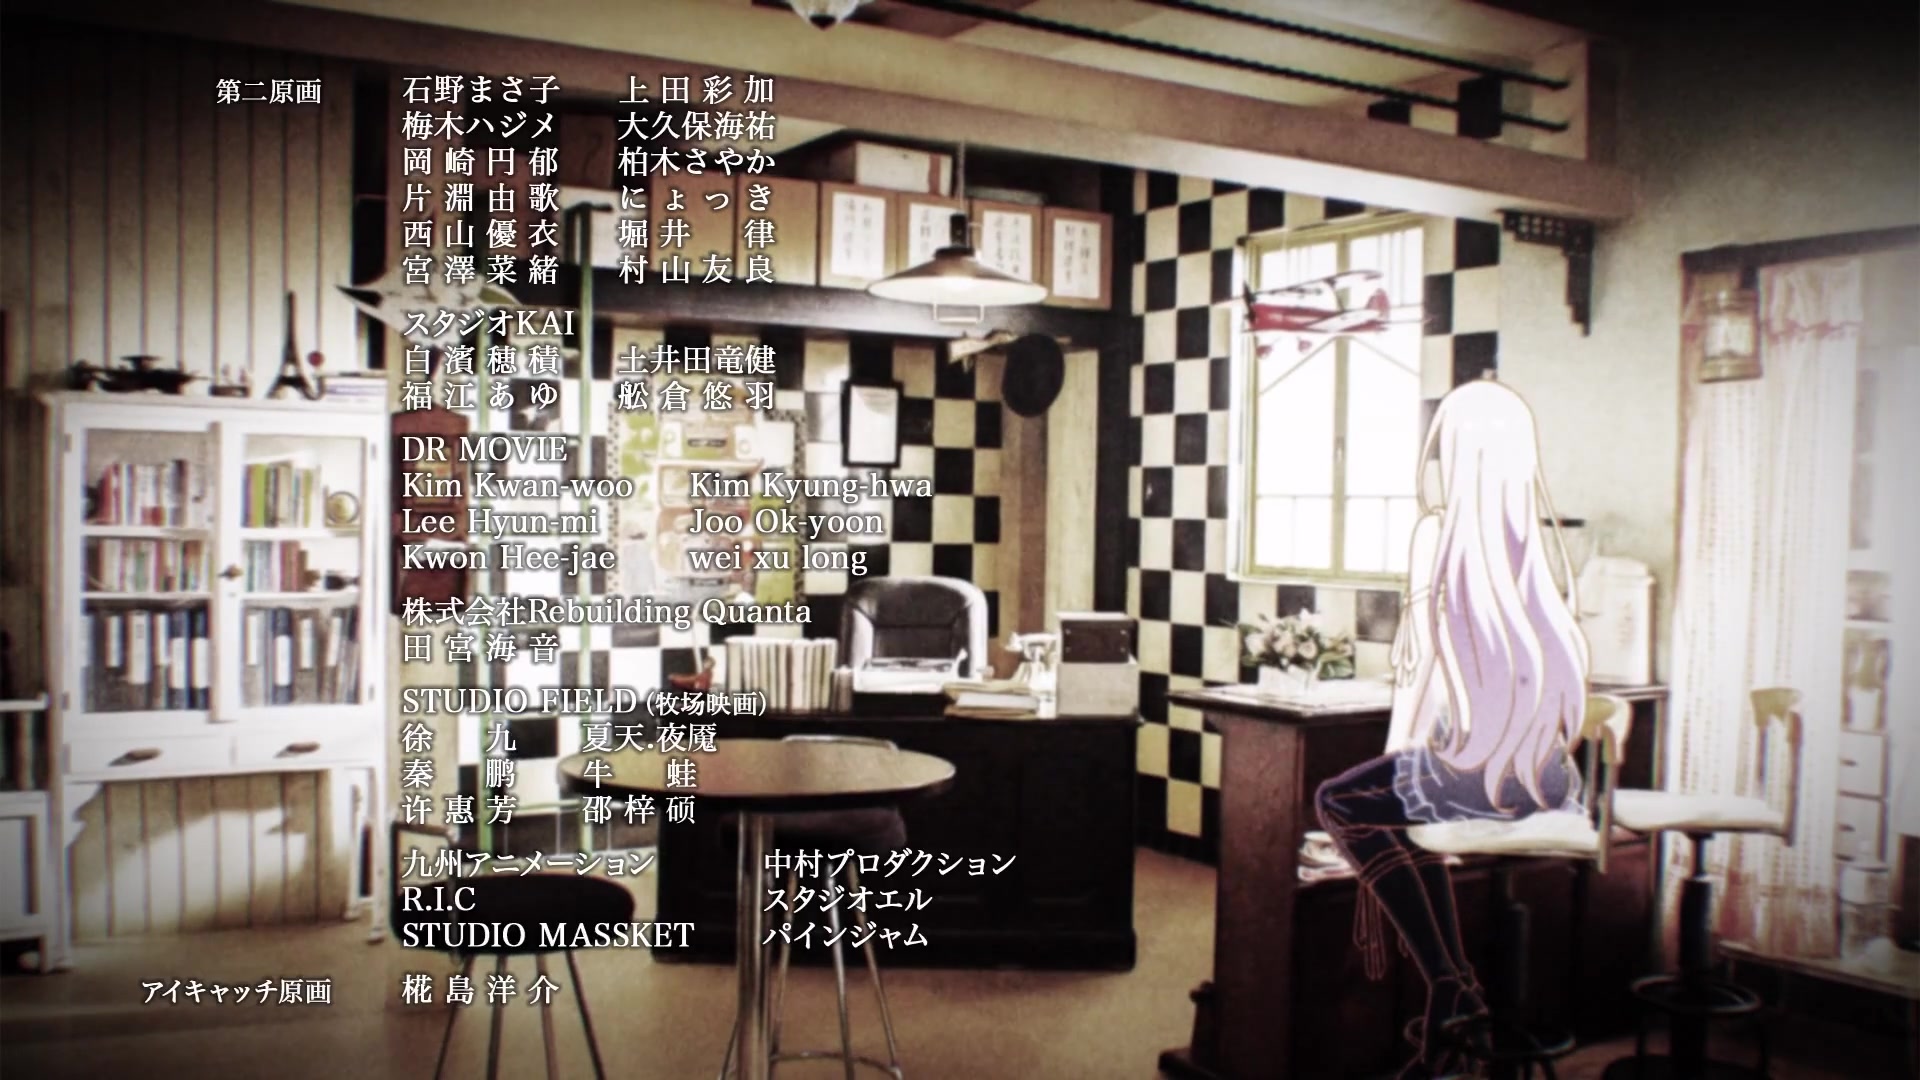 第二原画
石野まさ子 上田彩加
梅木ハジメ 大久保海祐
岡崎円郁 柏木さやか
片淵由歌 にょっき
西山優衣 堀井律
宮澤菜緒 村山友良
スタジオKAI
白濱穂積 土井田竜健
福江あゆ 舩倉悠羽
DR MOVIE
Kim Kwan-woo Kim Kyung-hwa
Lee Hyun-mi Joo Ok-yoon
Kwon Hee-jae wei xu long
株式会社Rebuilding Quanta
田宮海音
STUDIO FIELD (牧场映画)
徐九 夏天.夜魇
秦鹏 牛蛙
许惠芳 邵梓硕
九州アニメーション 中村プロダクション
R.I.C スタジオエル
STUDIO MASSKET パインジャム
アイキャッチ原画 椛島洋介